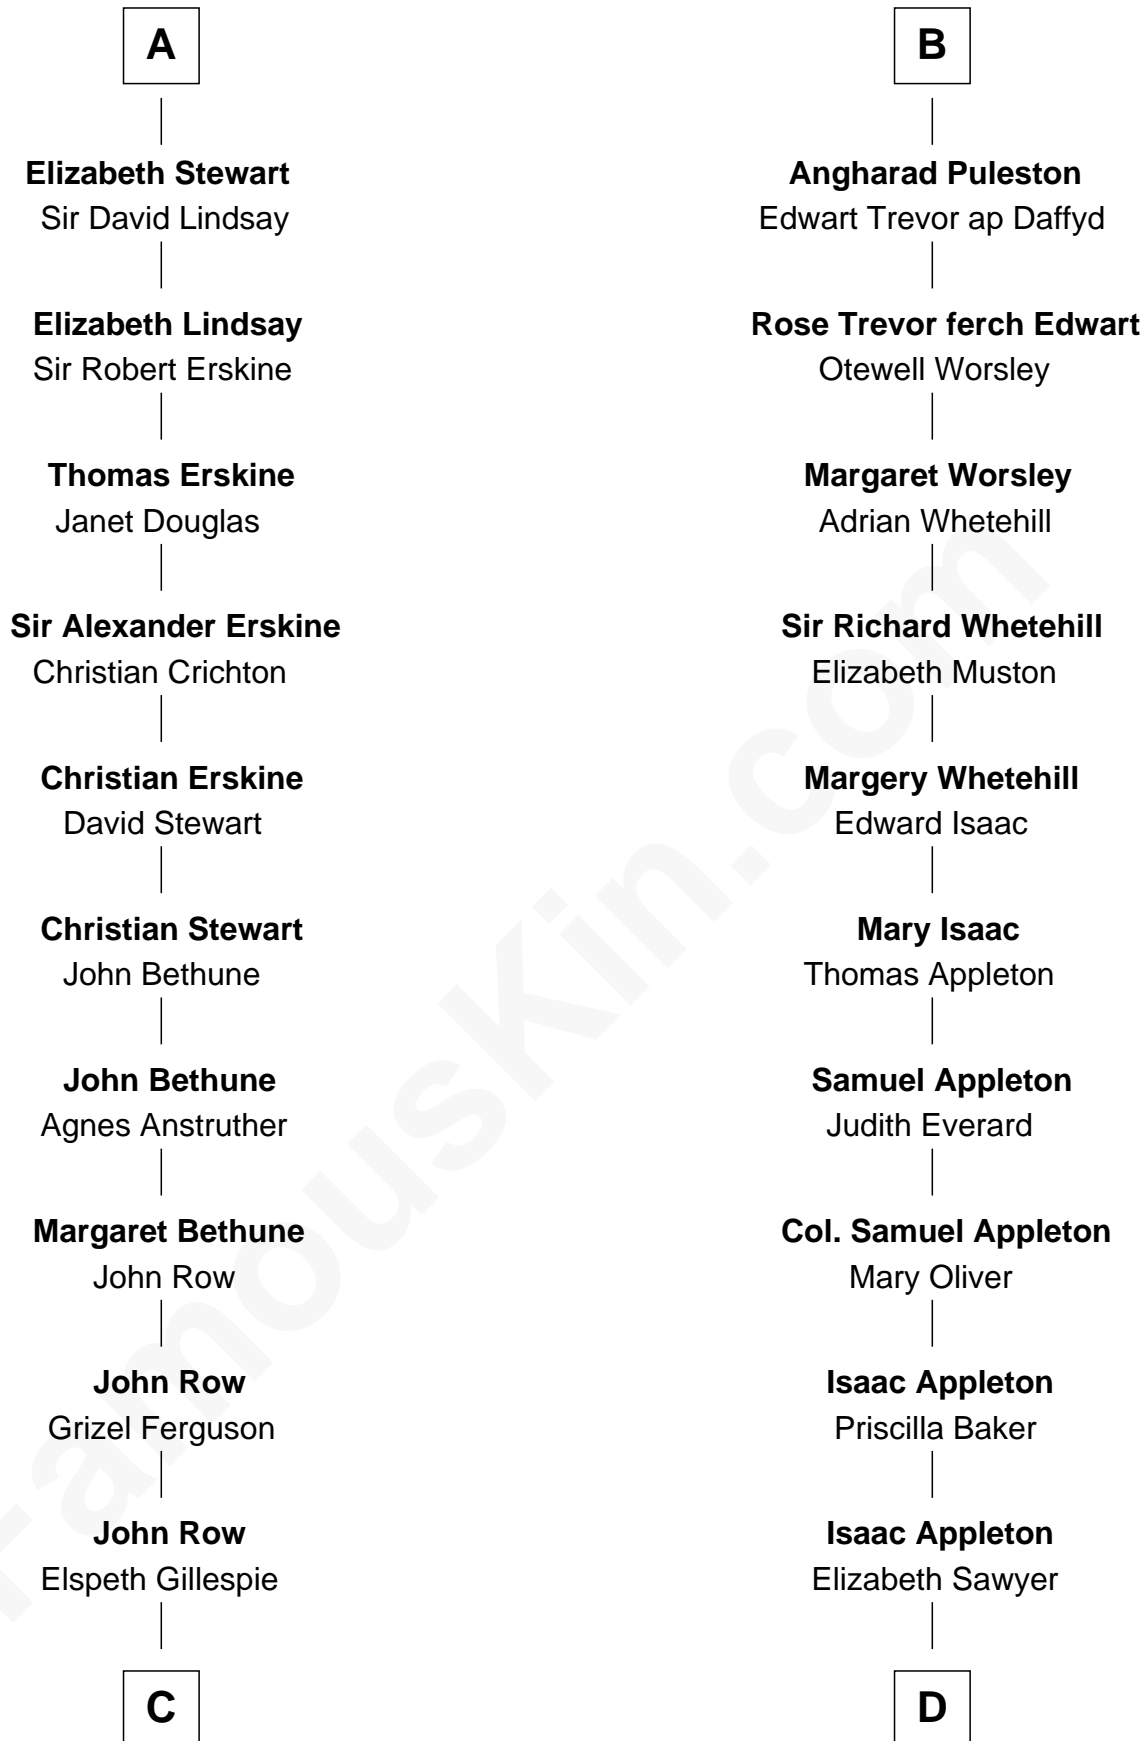 A
Elizabeth Stewart
Sir David Lindsay
Elizabeth Lindsay
Sir Robert Erskine
Thomas Erskine
Janet Douglas
Sir Alexander Erskine
Christian Crichton
Christian Erskine
David Stewart
Christian Stewart
John Bethune
John Bethune
Agnes Anstruther
Margaret Bethune
John Row
John Row
Grizel Ferguson
John Row
Elspeth Gillespie
C
B
Angharad Puleston
Edwart Trevor ap Daffyd
Rose Trevor ferch Edwart
Otewell Worsley
Margaret Worsley
Adrian Whetehill
Sir Richard Whetehill
Elizabeth Muston
Margery Whetehill
Edward Isaac
Mary Isaac
Thomas Appleton
Samuel Appleton
Judith Everard
Col. Samuel Appleton
Mary Oliver
Isaac Appleton
Priscilla Baker
Isaac Appleton
Elizabeth Sawyer
D
FamousKin.com